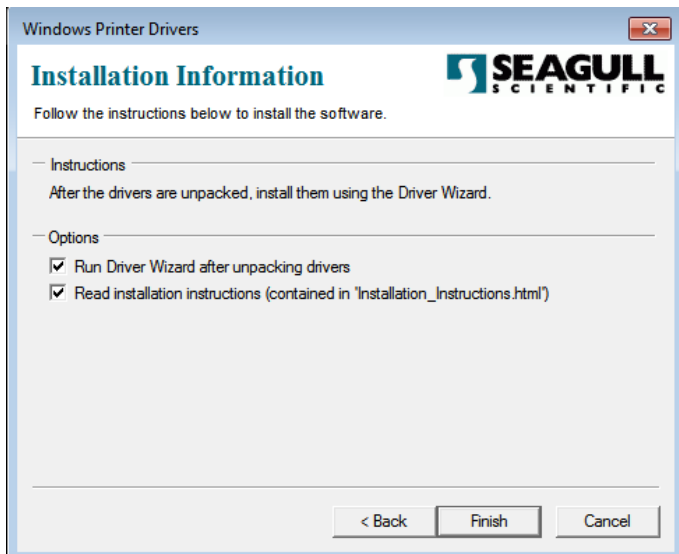 Windows Printer Drivers
Installation Information
SEAGULL
SCIENTIFIC
Follow the instructions below to install the software.
Instructions
After the drivers are unpacked, install them using the Driver Wizard.
Options
Run Driver Wizard after unpacking drivers
Read installation instructions (contained in 'Installation_Instructions.html')
< Back Finish Cancel